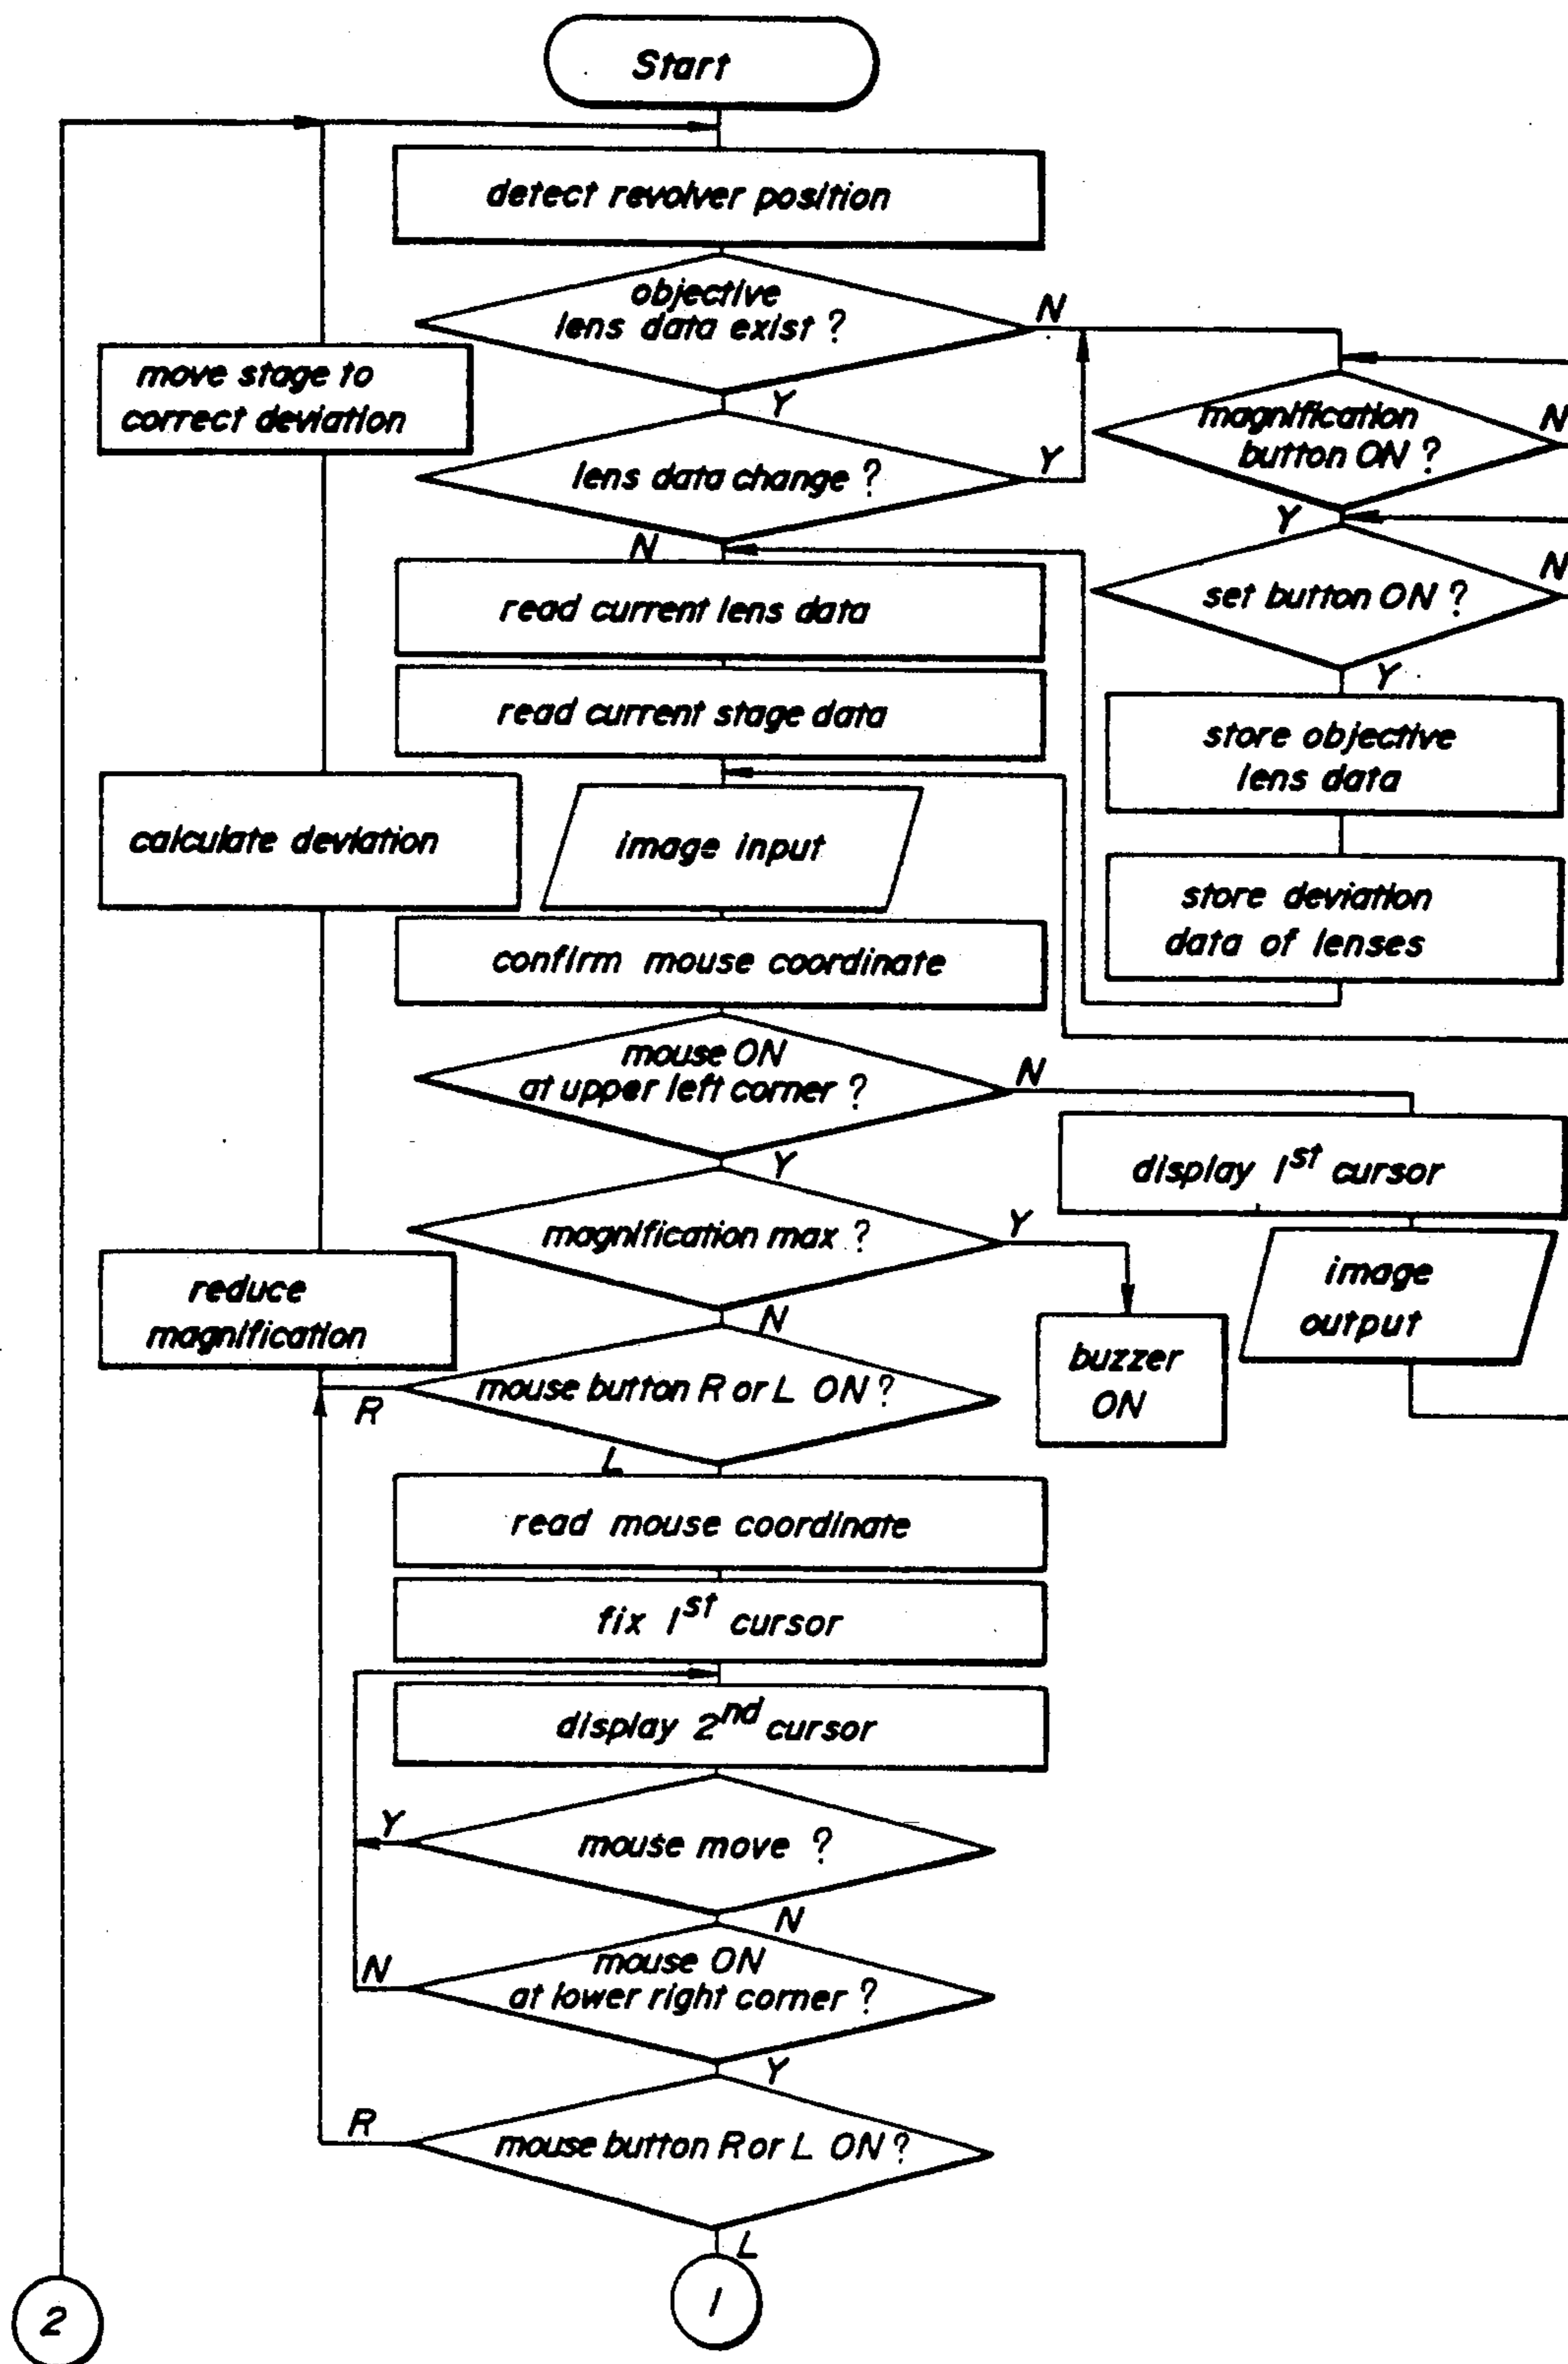 Start
detect revolver position
objective
lens data exist ?
N
Y
move stage to
correct deviation
magnification
button ON ?
N
Y
lens data change ?
Y
N
set button ON ?
N
Y
read current lens data
read current stage data
store objective
lens data
calculate deviation
image input
store deviation
data of lenses
confirm mouse coordinate
mouse ON
at upper left corner ?
N
Y
display 1st cursor
magnification max ?
Y
N
reduce
magnification
image
output
buzzer
ON
mouse button R or L ON ?
R
L
read mouse coordinate
fix 1st cursor
display 2nd cursor
mouse move ?
Y
N
mouse ON
at lower right corner ?
N
Y
mouse button R or L ON ?
R
L
1
2